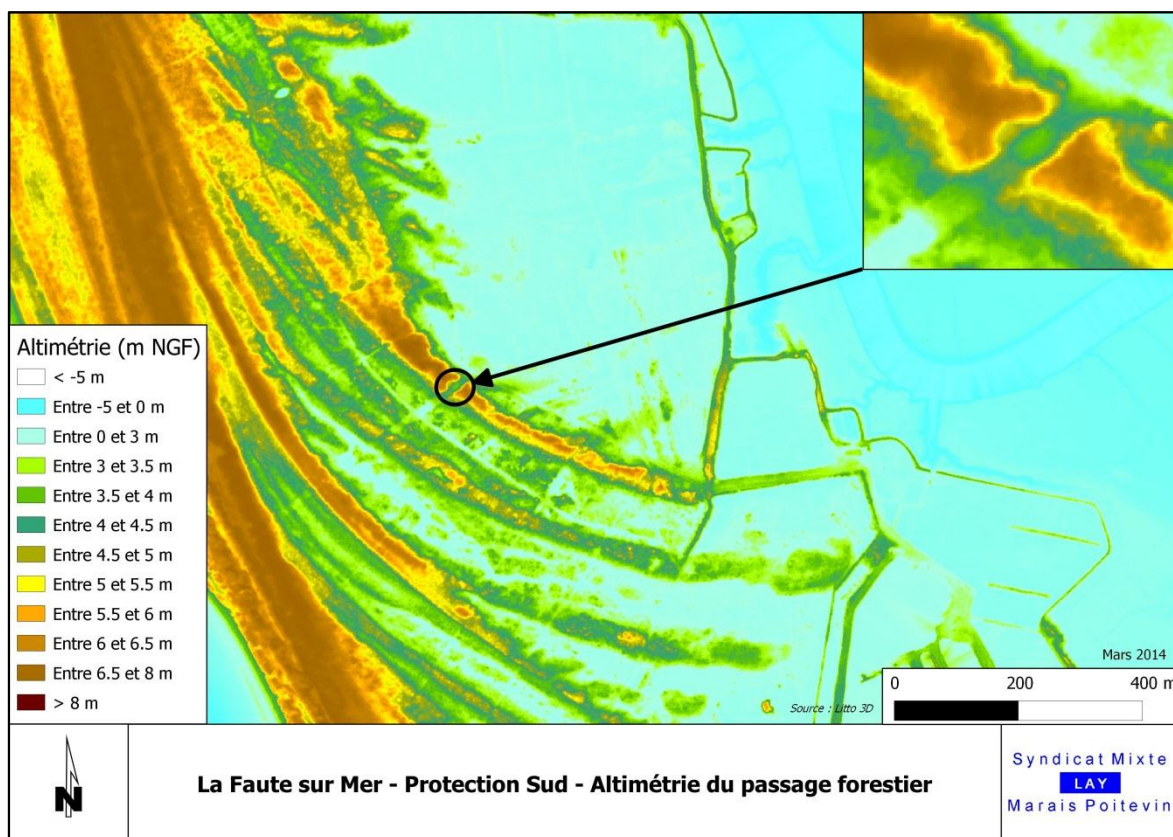 Altimétrie (m NGF)
< -5 m
Entre -5 et 0 m
Entre 0 et 3 m
Entre 3 et 3.5 m
Entre 3.5 et 4 m
Entre 4 et 4.5 m
Entre 4.5 et 5 m
Entre 5 et 5.5 m
Entre 5.5 et 6 m
Entre 6 et 6.5 m
Entre 6.5 et 8 m
> 8 m
Mars 2014
0 200 400 m
Source : Litto 3D
N
La Faute sur Mer - Protection Sud - Altimétrie du passage forestier
Syndicat Mixte
LAY
Marais Poitevin